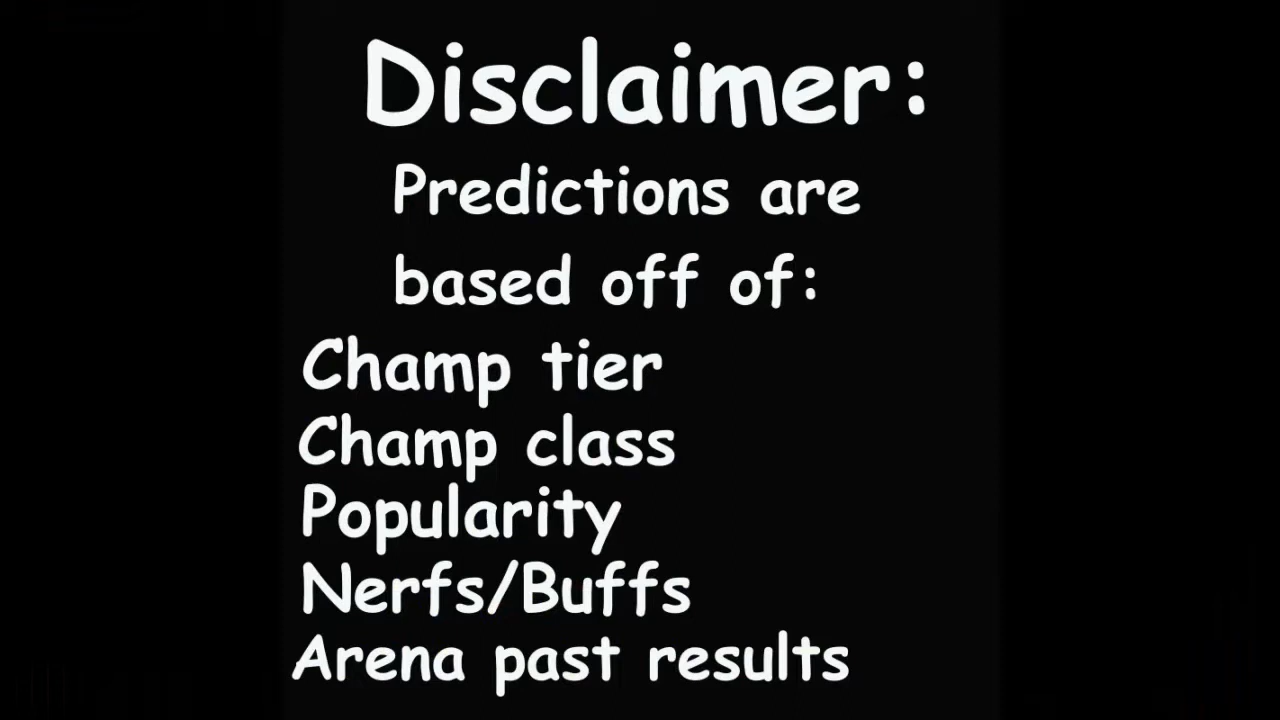 Disclaimer:
Predictions are
based off of:
Champ tier
Champ class
Popularity
Nerfs/Buffs
Arena past results